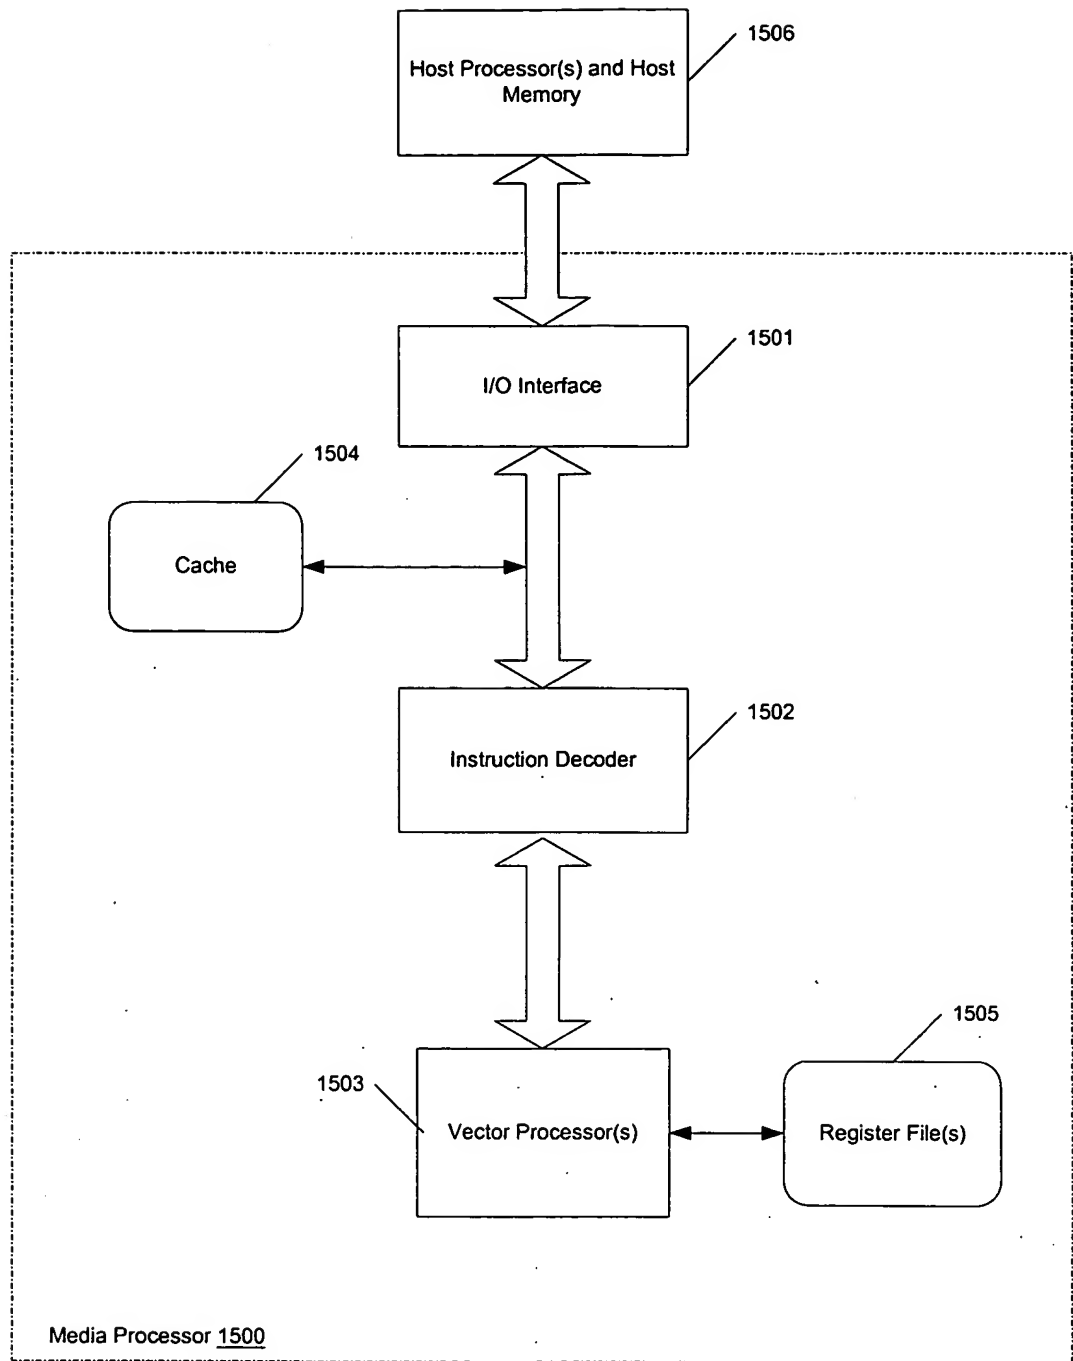 1506
Host Processor(s) and Host
Memory
1501
I/O Interface
1504
Cache
1502
Instruction Decoder
1505
1503
Vector Processor(s)
Register File(s)
Media Processor 1500